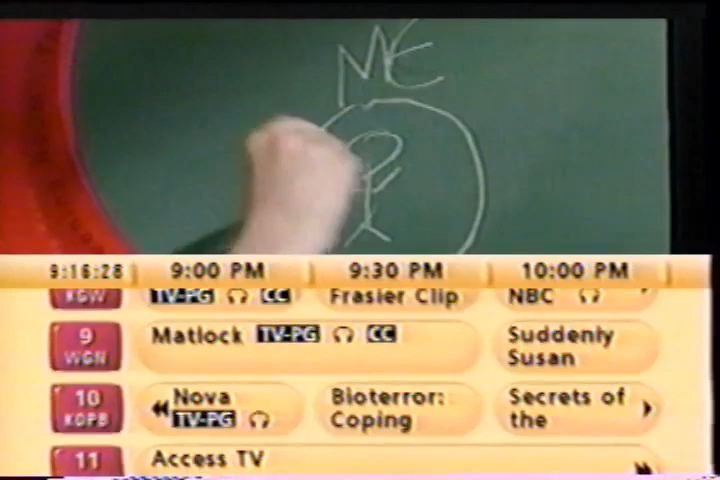 ME
9:16:28 9:00 PM 9:30 PM 10:00 PM
KGW TV-PG CC Frasier Clip NBC
9 WGN Matlock TV-PG CC Suddenly Susan
10 KOPB Nova TV-PG Bioterror: Coping Secrets of the
11 Access TV